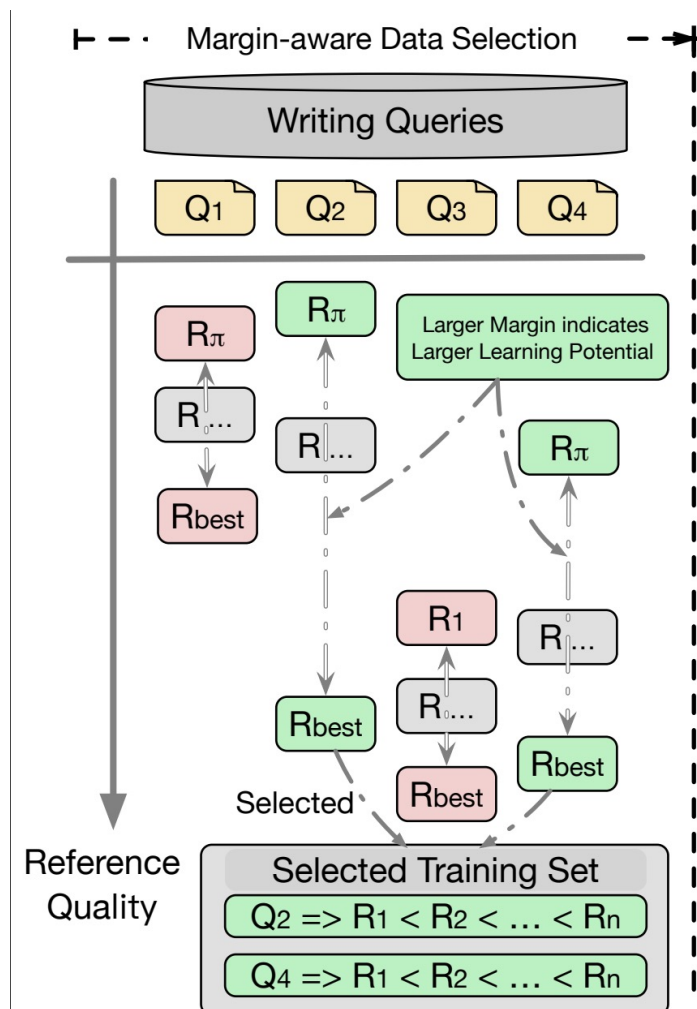 Margin-aware Data Selection
Writing Queries
Q1 Q2 Q3 Q4
Rπ
Rπ
Larger Margin indicates
Larger Learning Potential
R ...
R ...
Rπ
Rbest
R1
R ...
R ...
Rbest
Rbest
Rbest
Selected
Reference
Quality
Selected Training Set
Q2 => R1 < R2 < ... < Rn
Q4 => R1 < R2 < ... < Rn